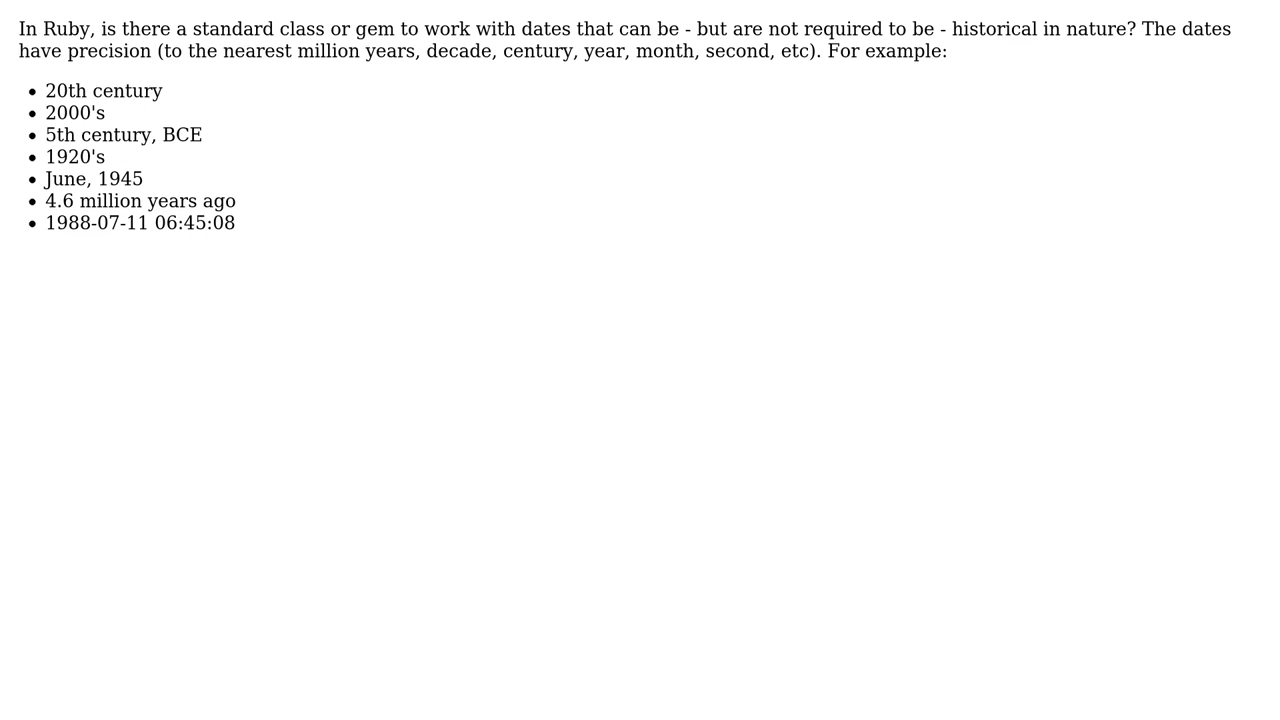 In Ruby, is there a standard class or gem to work with dates that can be - but are not required to be - historical in nature? The dates
have precision (to the nearest million years, decade, century, year, month, second, etc). For example:
• 20th century
• 2000's
• 5th century, BCE
• 1920's
• June, 1945
• 4.6 million years ago
• 1988-07-11 06:45:08